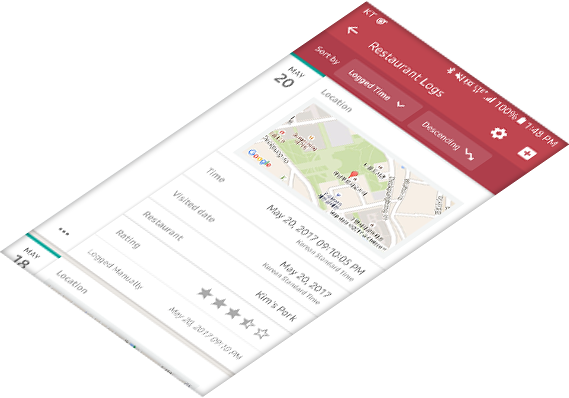 KT
100% 1:48 PM
Restaurant Logs
Sort by
Logged Time
Descending
MAY
20
Location
Google
Time
May 20, 2017 09:10:05 PM
Korean Standard Time
Visited date
May 20, 2017
Korean Standard Time
Restaurant
Kim's Pork
Rating
Logged Manually
May 20, 2017 09:10 PM
...
MAY
18
Location